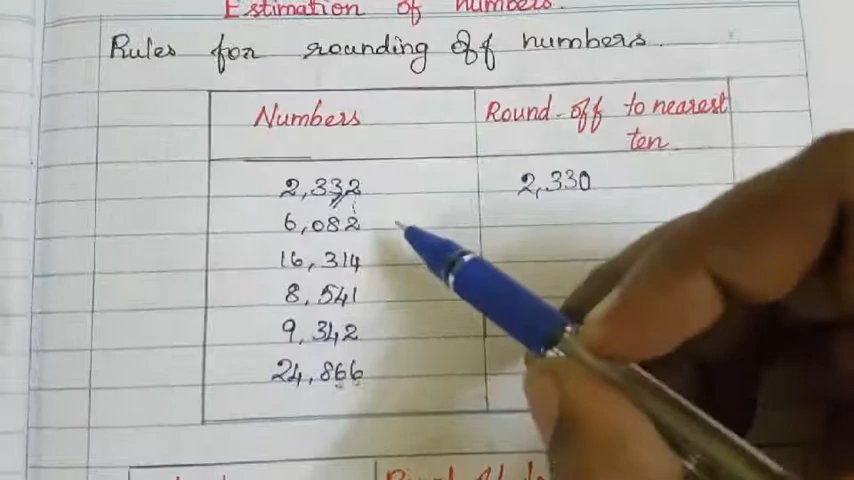 Estimation of numbers.
Rules for rounding off numbers.
Numbers
Round-off to nearest
ten
2,332
2,330
6,082
16,314
8,541
9,342
24,866